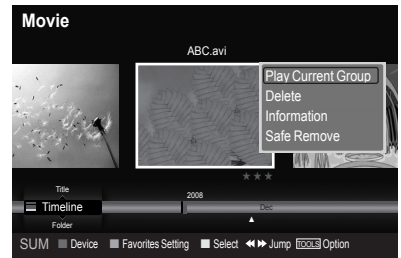 Movie
ABC.avi
Play Current Group
Delete
Information
Safe Remove
Title
2008
Timeline
Dec
Folder
SUM Device Favorites Setting Select Jump TOOLS Option